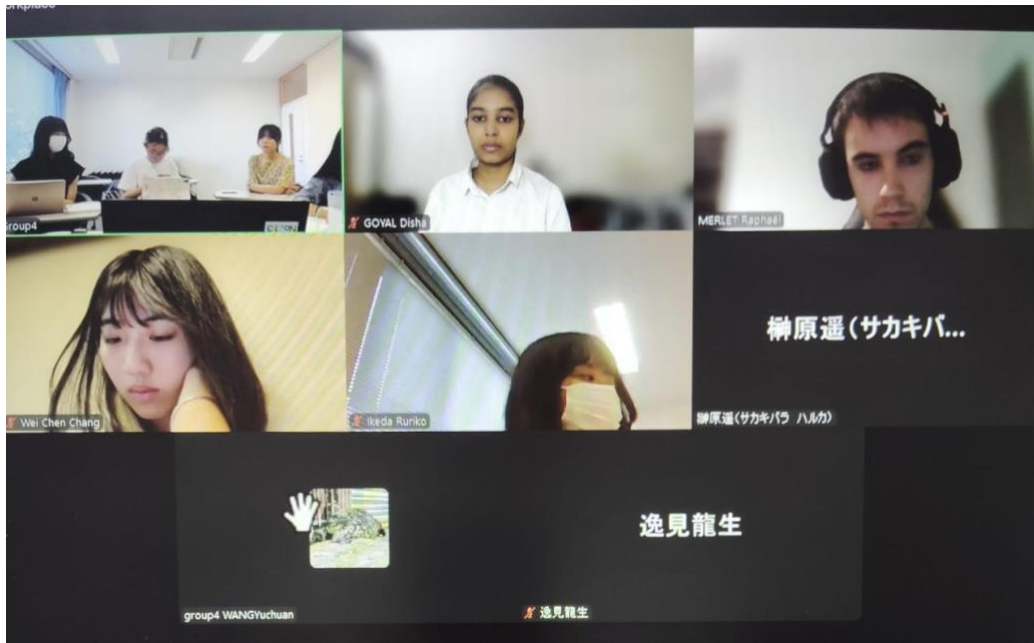 orkplace
Group4
GOYAL Disha
MERLET Raphaël
Wei Chen Chang
ikeda Ruriko
榊原遥(サカキバ...
榊原遥(サカキバラ ハルカ)
逸見龍生
group4 WANGYuchuan
逸見龍生